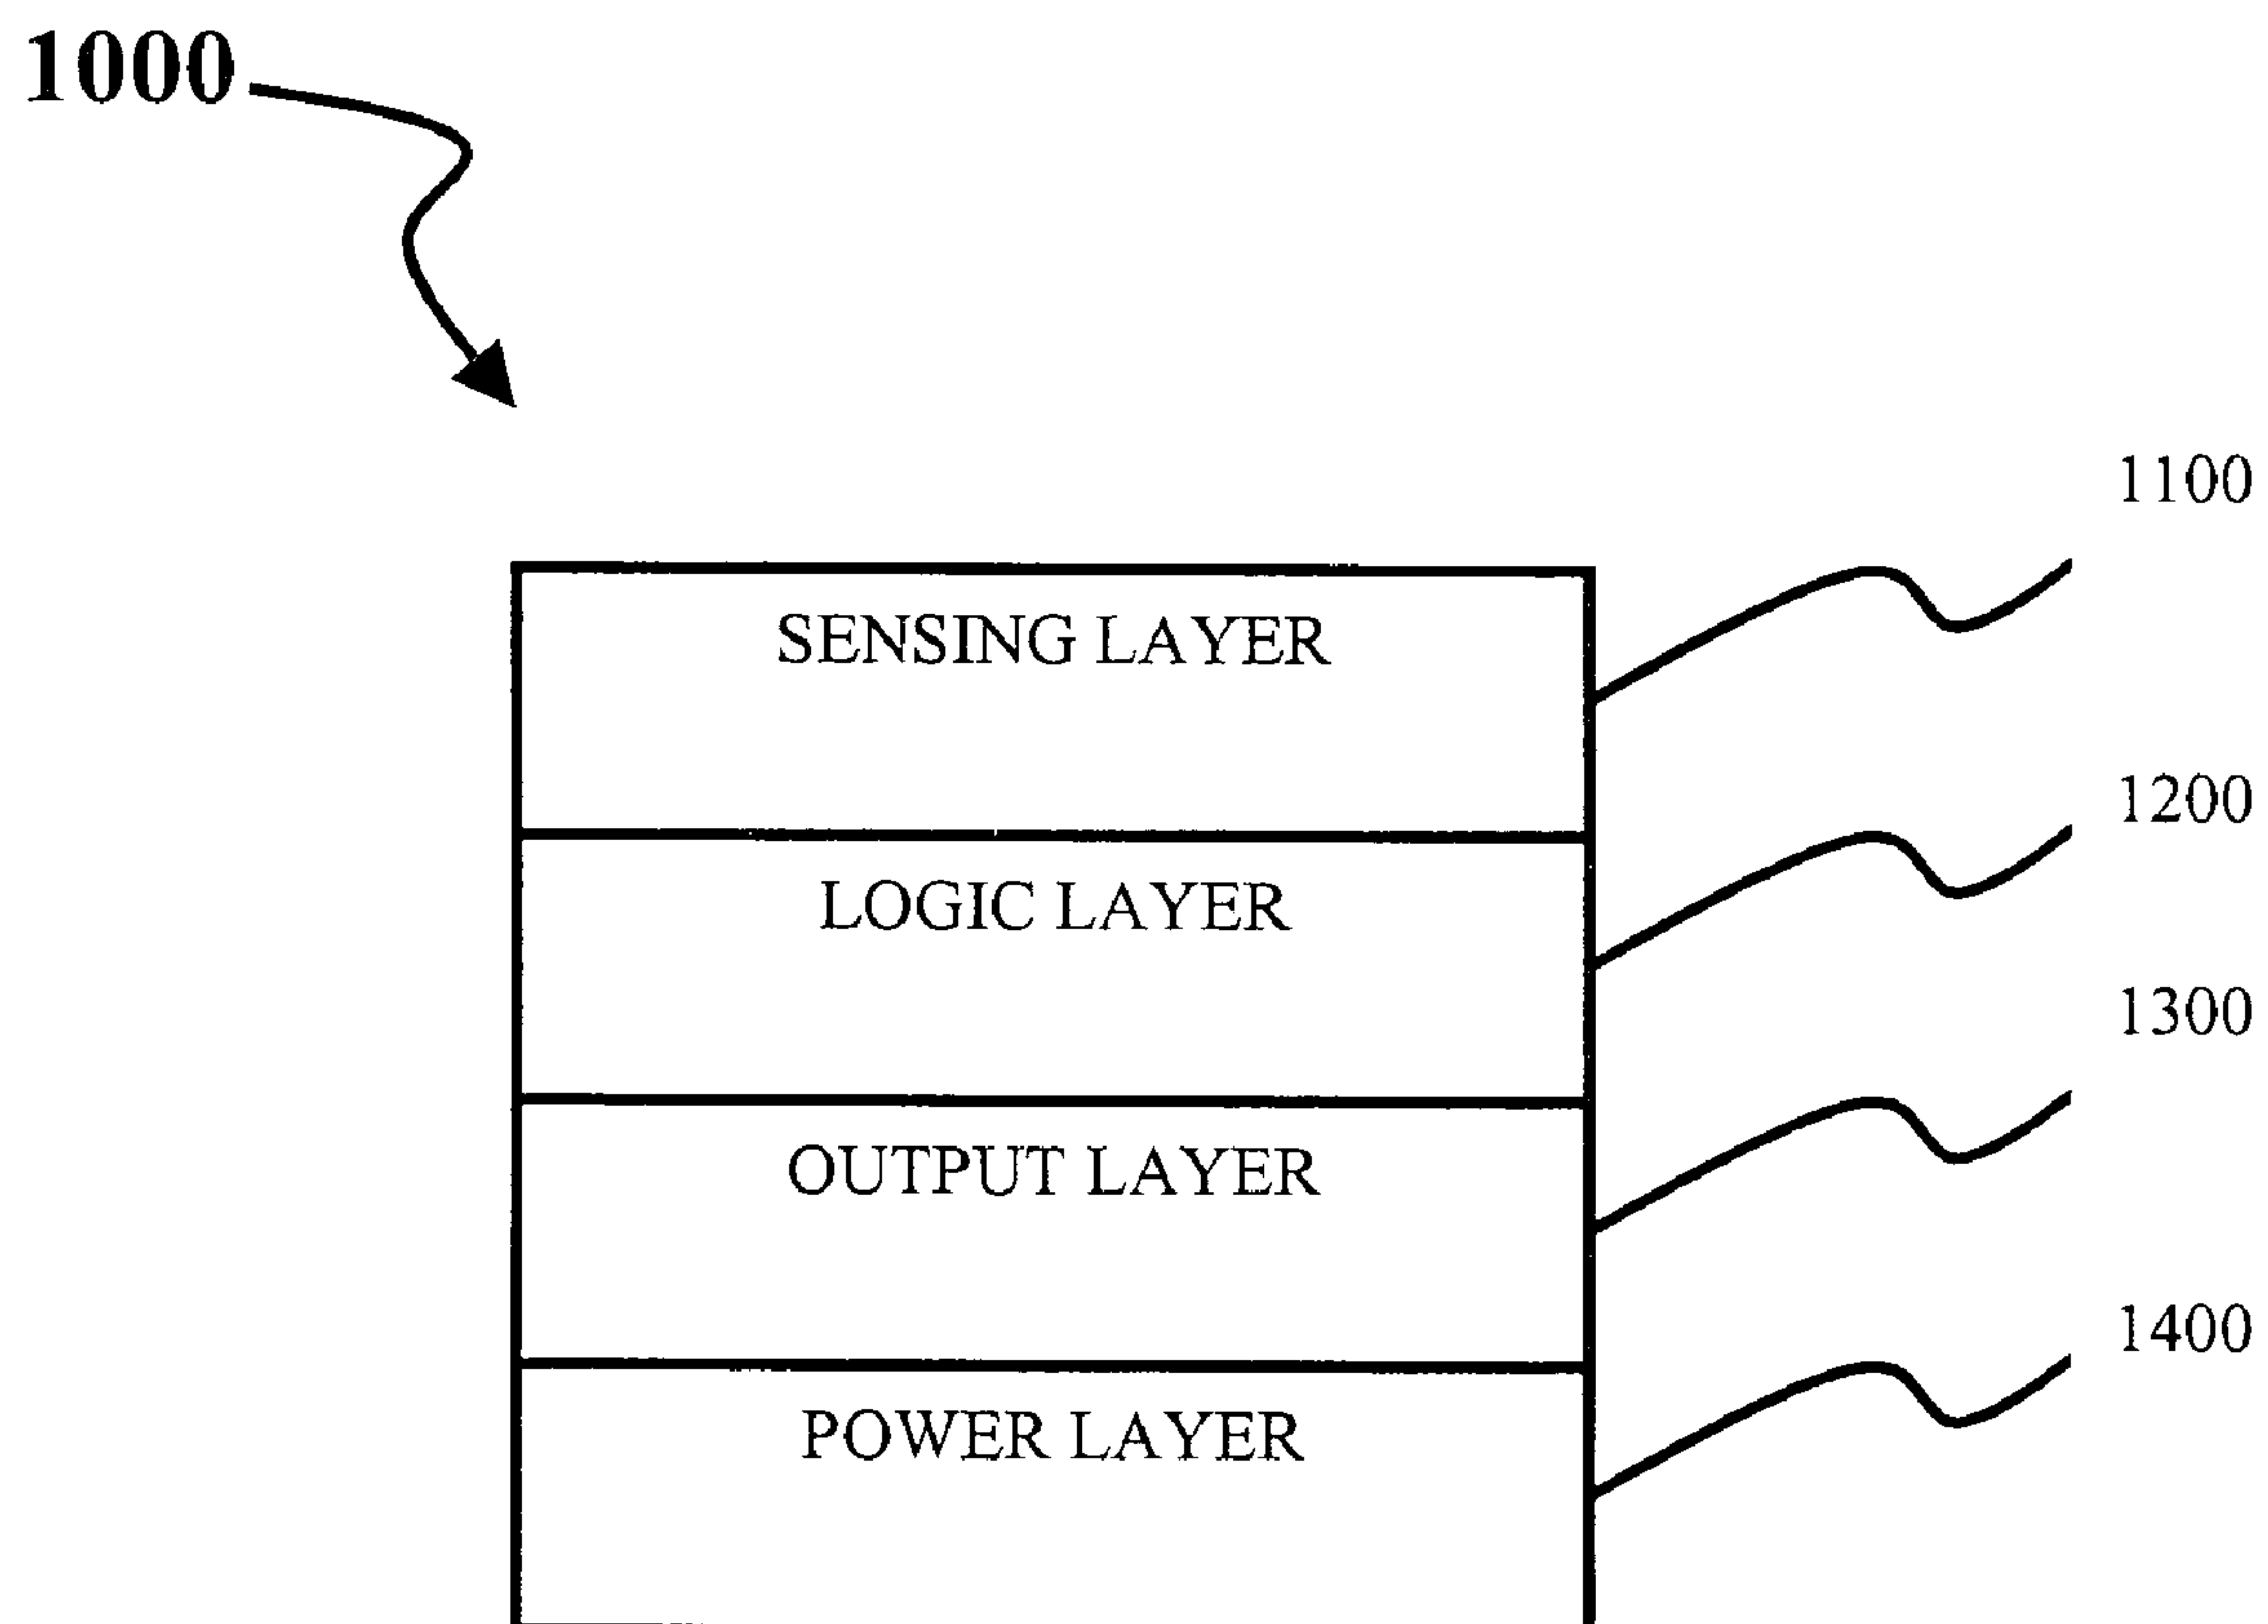 1000
1100
SENSING LAYER
1200
LOGIC LAYER
1300
OUTPUT LAYER
1400
POWER LAYER